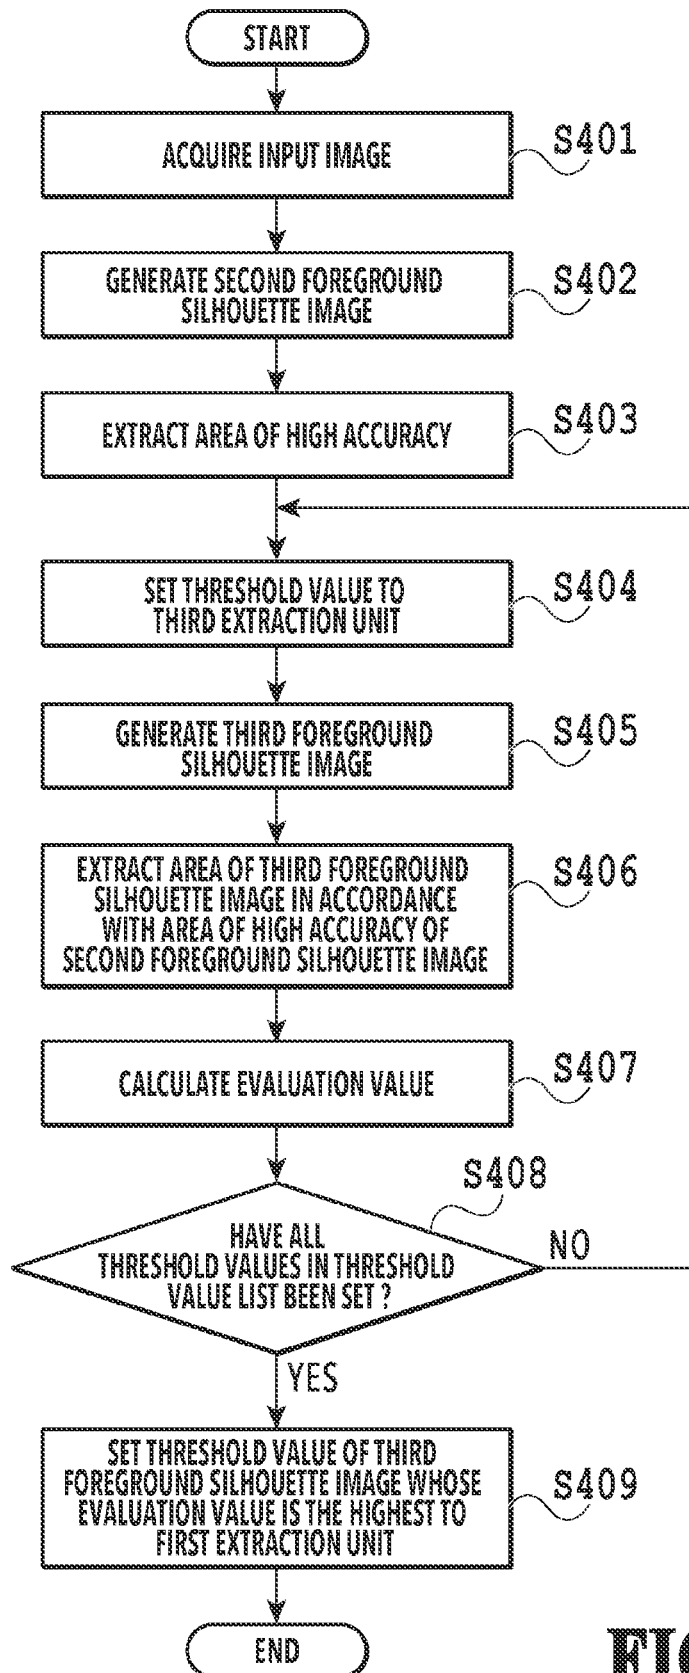 START
ACQUIRE INPUT IMAGE
S401
GENERATE SECOND FOREGROUND
SILHOUETTE IMAGE
S402
EXTRACT AREA OF HIGH ACCURACY
S403
SET THRESHOLD VALUE TO
THIRD EXTRACTION UNIT
S404
GENERATE THIRD FOREGROUND
SILHOUETTE IMAGE
S405
EXTRACT AREA OF THIRD FOREGROUND
SILHOUETTE IMAGE IN ACCORDANCE
WITH AREA OF HIGH ACCURACY OF
SECOND FOREGROUND SILHOUETTE IMAGE
S406
CALCULATE EVALUATION VALUE
S407
S408
HAVE ALL
THRESHOLD VALUES IN THRESHOLD
VALUE LIST BEEN SET ?
NO
YES
SET THRESHOLD VALUE OF THIRD
FOREGROUND SILHOUETTE IMAGE WHOSE
EVALUATION VALUE IS THE HIGHEST TO
FIRST EXTRACTION UNIT
S409
END